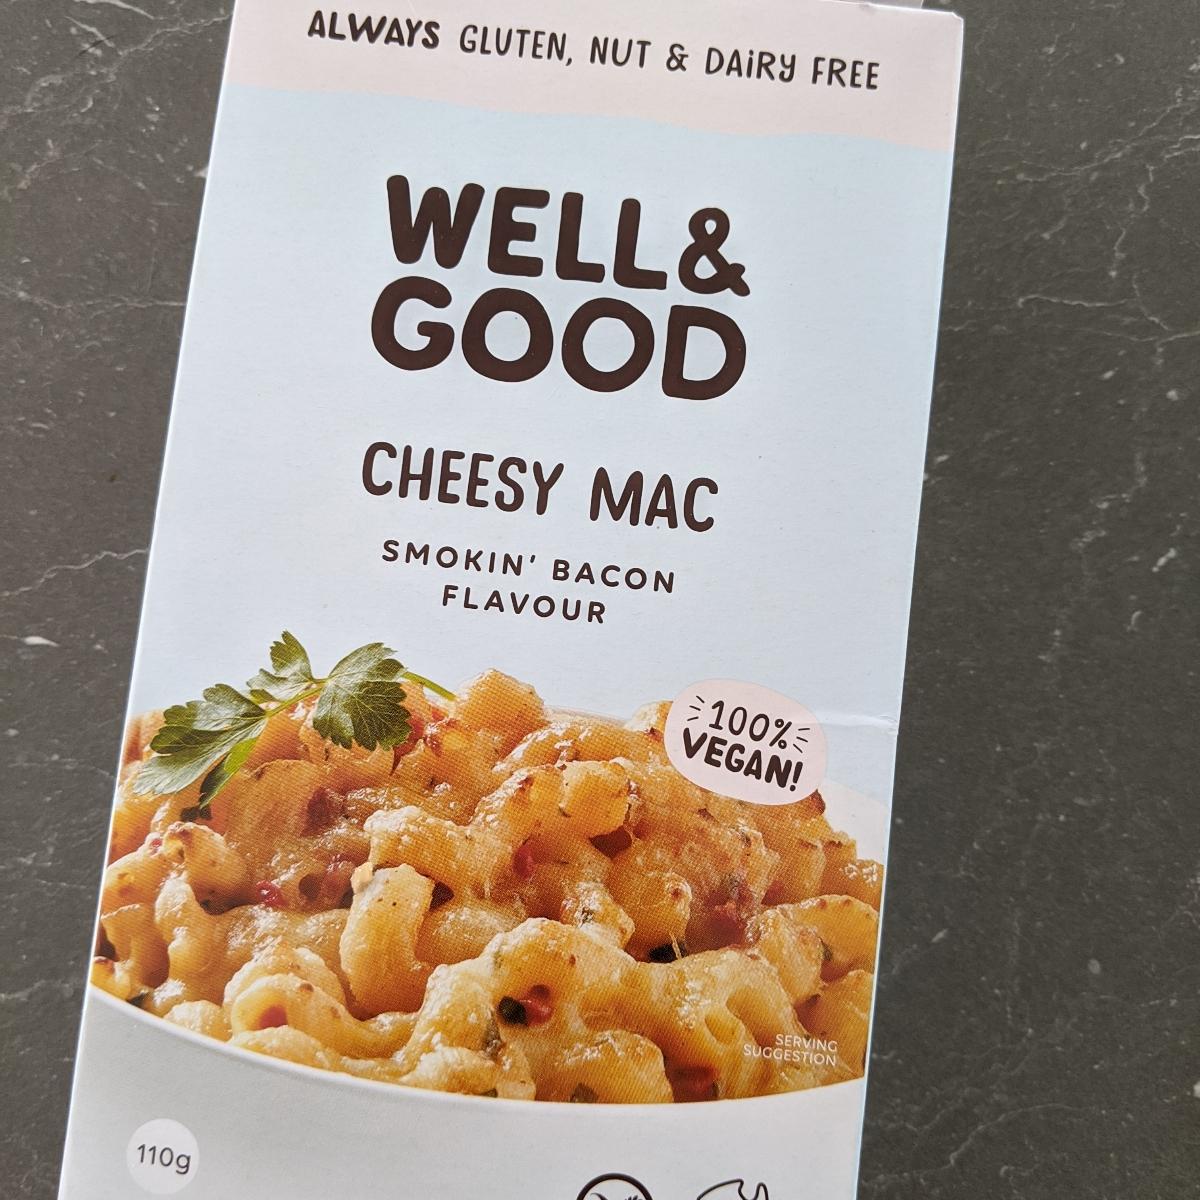 ALWAYS GLUTEN, NUT & DAIRY FREE
WELL&
GOOD
CHEESY MAC
SMOKIN' BACON
FLAVOUR
100%
VEGAN!
SERVING
SUGGESTION
110g